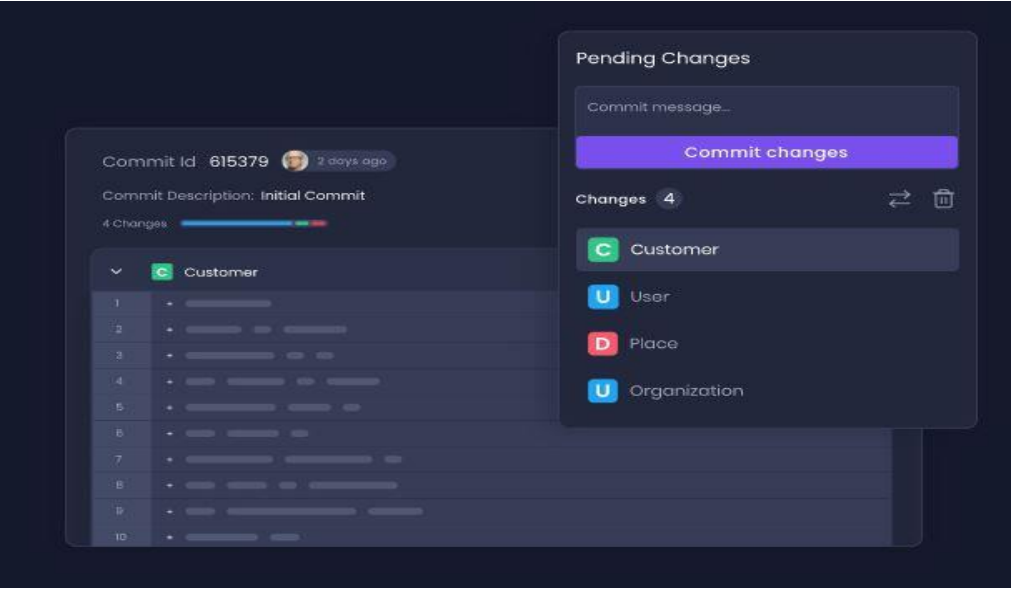 Pending Changes
Commit message...
Commit changes
Changes 4
C Customer
U User
D Place
U Organization
Commit Id 615379 2 days ago
Commit Description: Initial Commit
4 Changes
C Customer
1 +
2 +
3 +
4 +
5 +
6 +
7 +
8 +
9 +
10 +